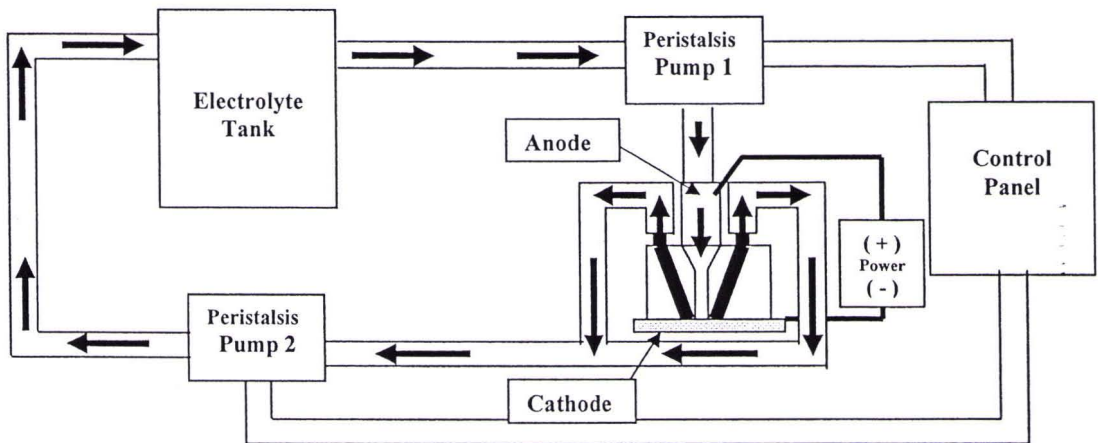 Peristalsis
Pump 1
Electrolyte
Tank
Anode
Control
Panel
(+)
Power
(-)
Peristalsis
Pump 2
Cathode